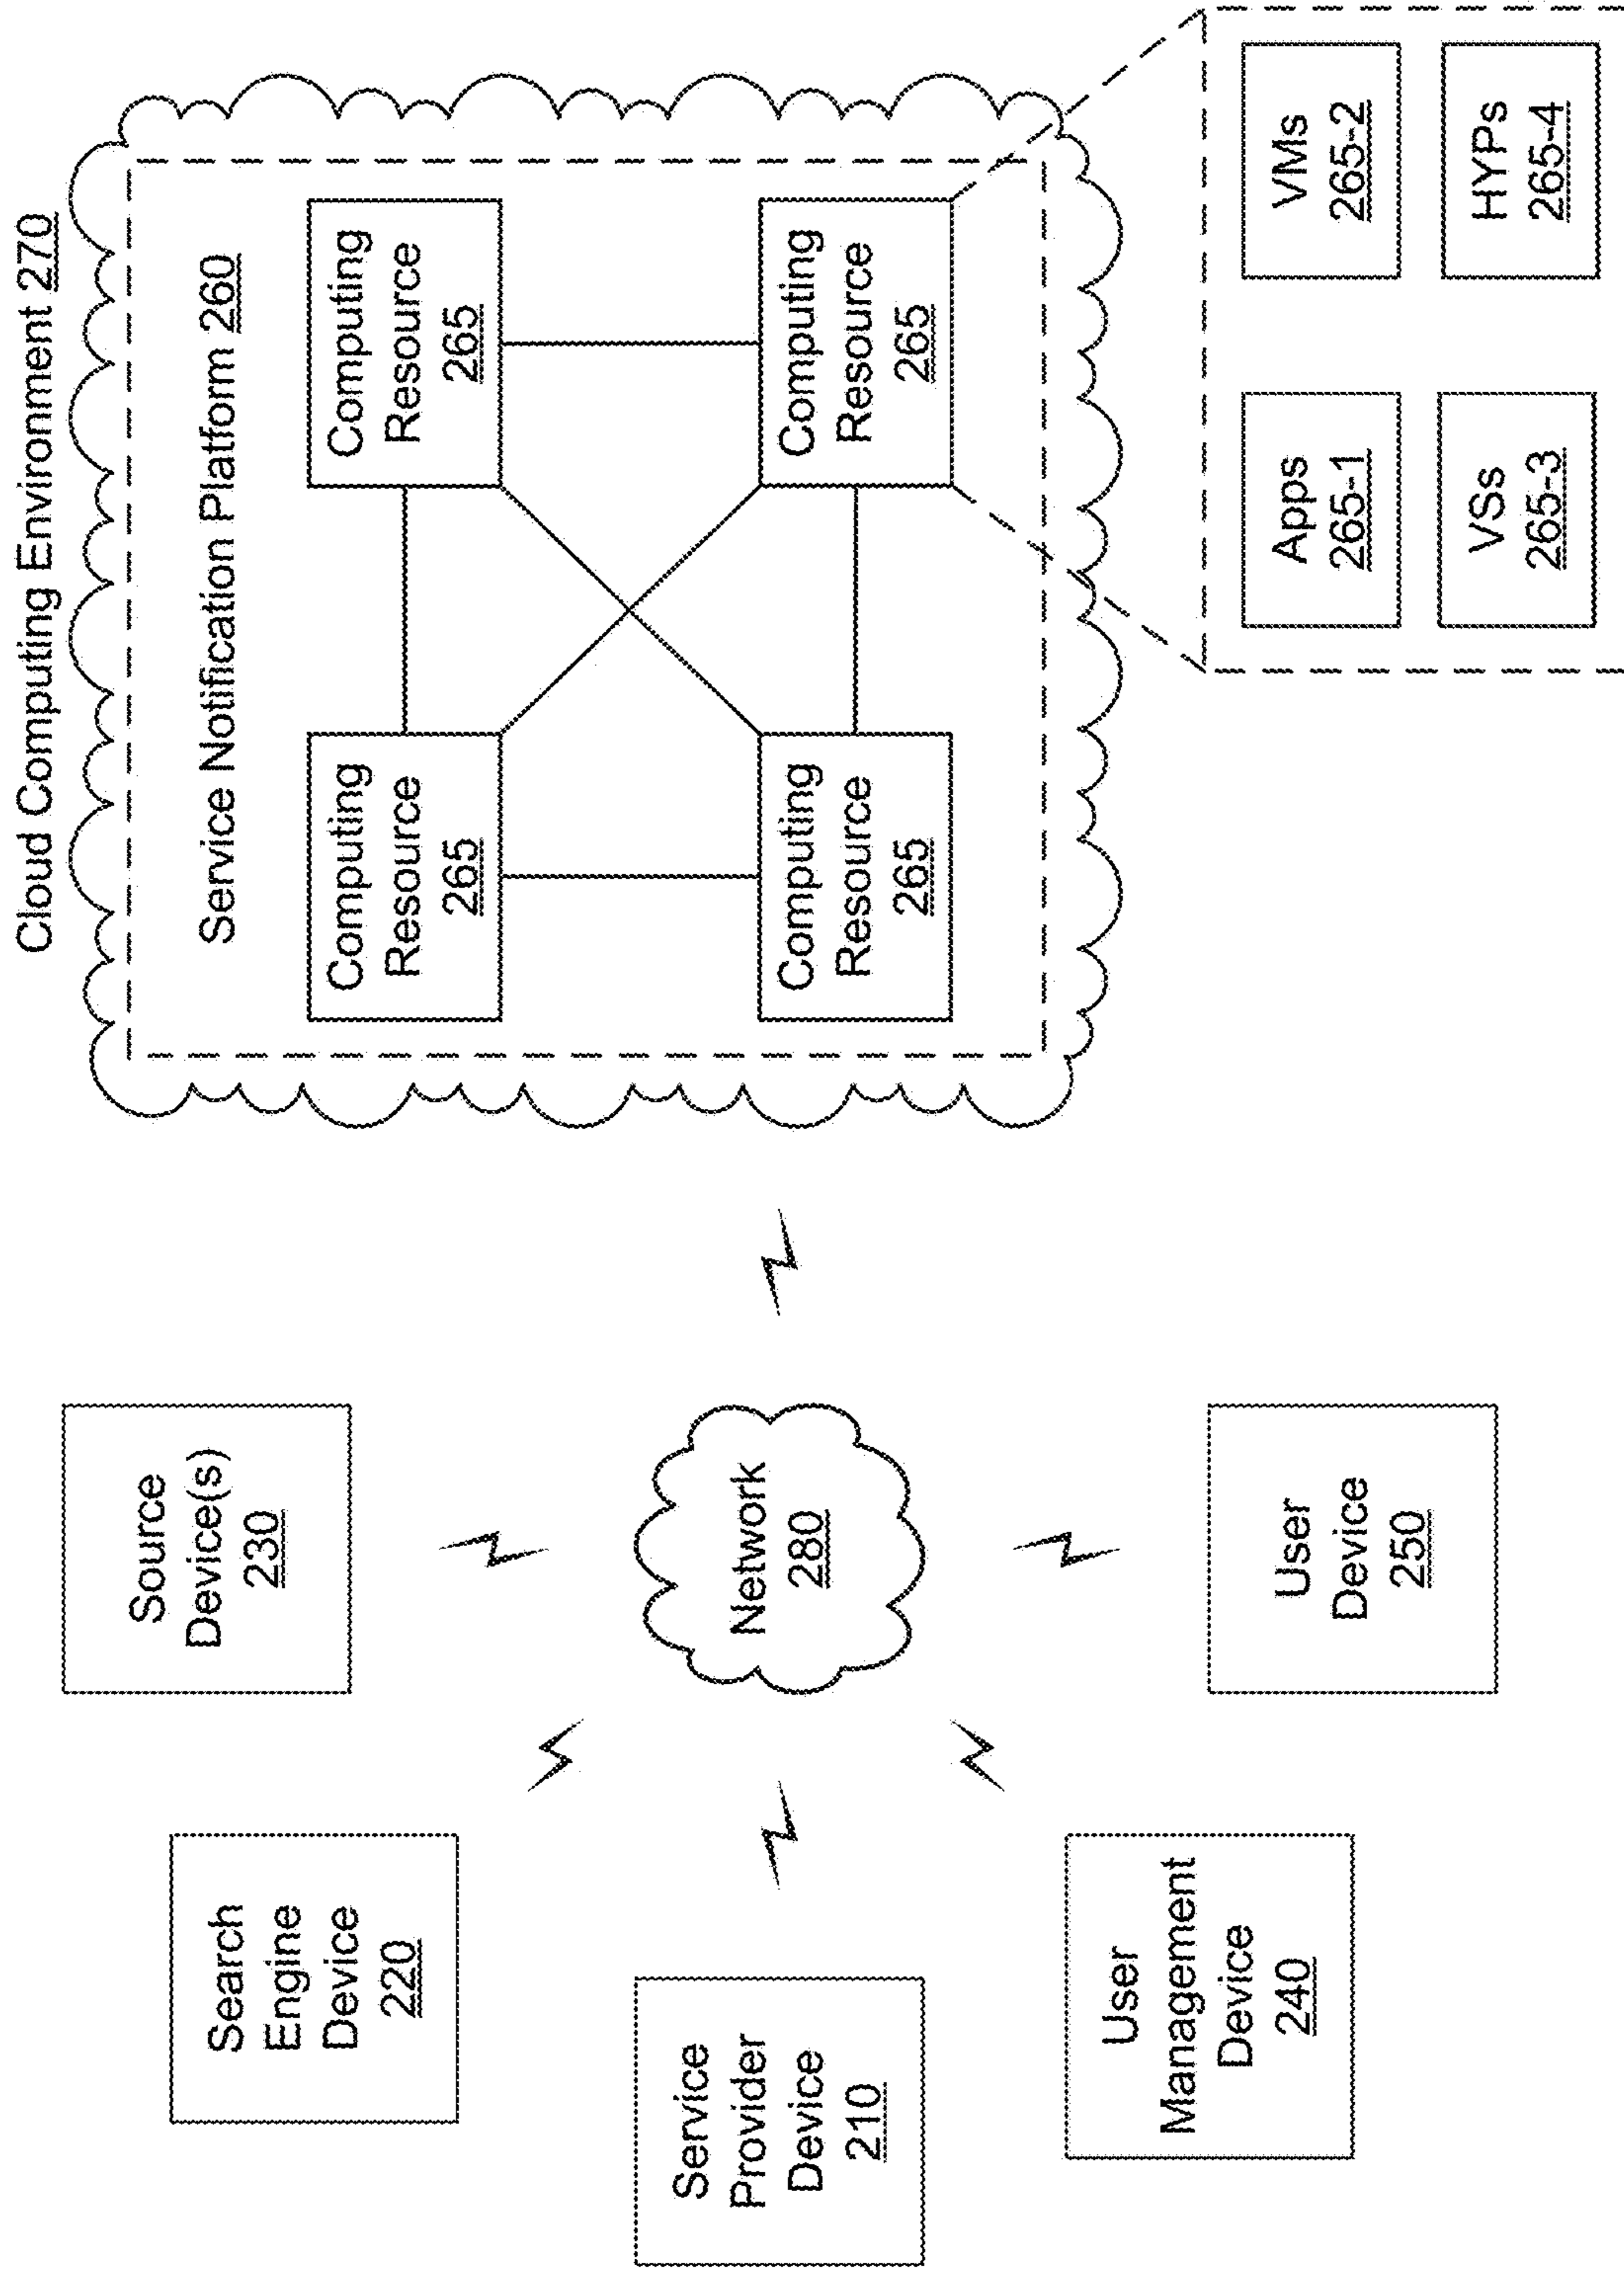 Cloud Computing Environment 270
Service Notification Platform 260
Computing
Resource
265
Computing
Resource
265
Computing
Resource
265
Computing
Resource
265
Apps
265-1
VMs
265-2
VSs
265-3
HYPs
265-4
Source
Device(s)
230
Search
Engine
Device
220
Network
280
Service
Provider
Device
210
User
Management
Device
240
User
Device
250